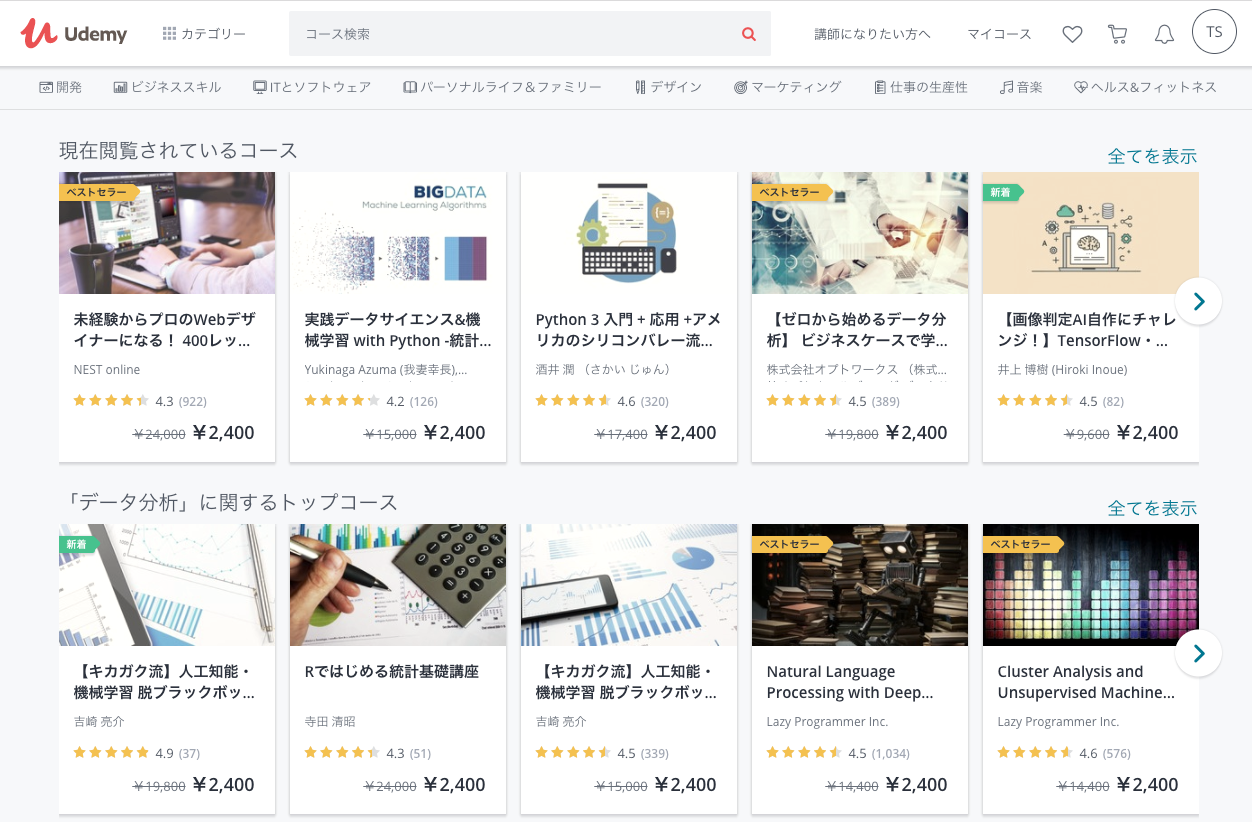 Udemy
カテゴリー
コース検索
講師になりたい方へ
マイコース
TS
開発
ビジネススキル
ITとソフトウェア
パーソナルライフ＆ファミリー
デザイン
マーケティング
仕事の生産性
音楽
ヘルス&フィットネス
現在閲覧されているコース
全てを表示
ベストセラー
未経験からプロのWebデザ
イナーになる！ 400レッ...
NEST online
4.3 (922)
¥24,000 ¥2,400
BIGDATA
Machine Learning Algorithms
実践データサイエンス&機
械学習 with Python -統計...
Yukinaga Azuma (我妻幸長),...
4.2 (126)
¥15,000 ¥2,400
Python 3 入門 + 応用 +アメ
リカのシリコンバレー流...
酒井 潤 （さかい じゅん）
4.6 (320)
¥17,400 ¥2,400
ベストセラー
【ゼロから始めるデータ分
析】 ビジネスケースで学...
株式会社オプトワークス （株式...
4.5 (389)
¥19,800 ¥2,400
新着
【画像判定AI自作にチャレ
ンジ！】TensorFlow・...
井上 博樹 (Hiroki Inoue)
4.5 (82)
¥9,600 ¥2,400
「データ分析」に関するトップコース
全てを表示
新着
【キカガク流】人工知能・
機械学習 脱ブラックボッ...
吉崎 亮介
4.9 (37)
¥19,800 ¥2,400
Rではじめる統計基礎講座
寺田 清昭
4.3 (51)
¥24,000 ¥2,400
【キカガク流】人工知能・
機械学習 脱ブラックボッ...
吉崎 亮介
4.5 (339)
¥15,000 ¥2,400
ベストセラー
Natural Language
Processing with Deep...
Lazy Programmer Inc.
4.5 (1,034)
¥14,400 ¥2,400
ベストセラー
Cluster Analysis and
Unsupervised Machine...
Lazy Programmer Inc.
4.6 (576)
¥14,400 ¥2,400